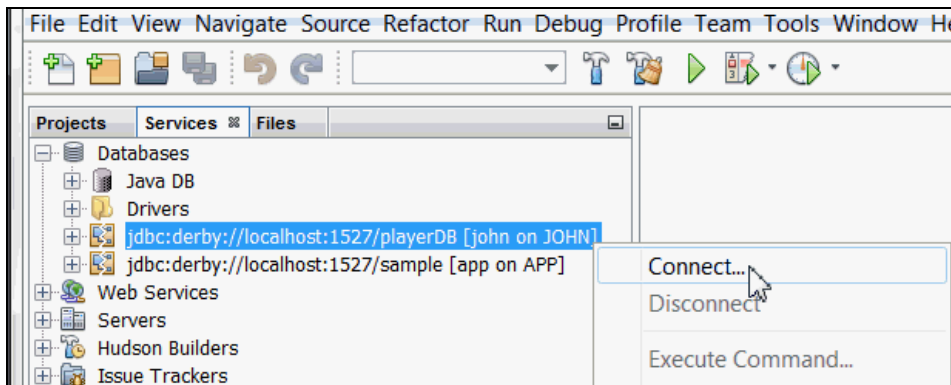 File Edit View Navigate Source Refactor Run Debug Profile Team Tools Window
Projects Services Files
Databases
Java DB
Drivers
jdbc:derby://localhost:1527/playerDB [john on JOHN]
jdbc:derby://localhost:1527/sample [app on APP]
Connect...
Web Services
Disconnect
Servers
Hudson Builders
Execute Command...
Issue Trackers